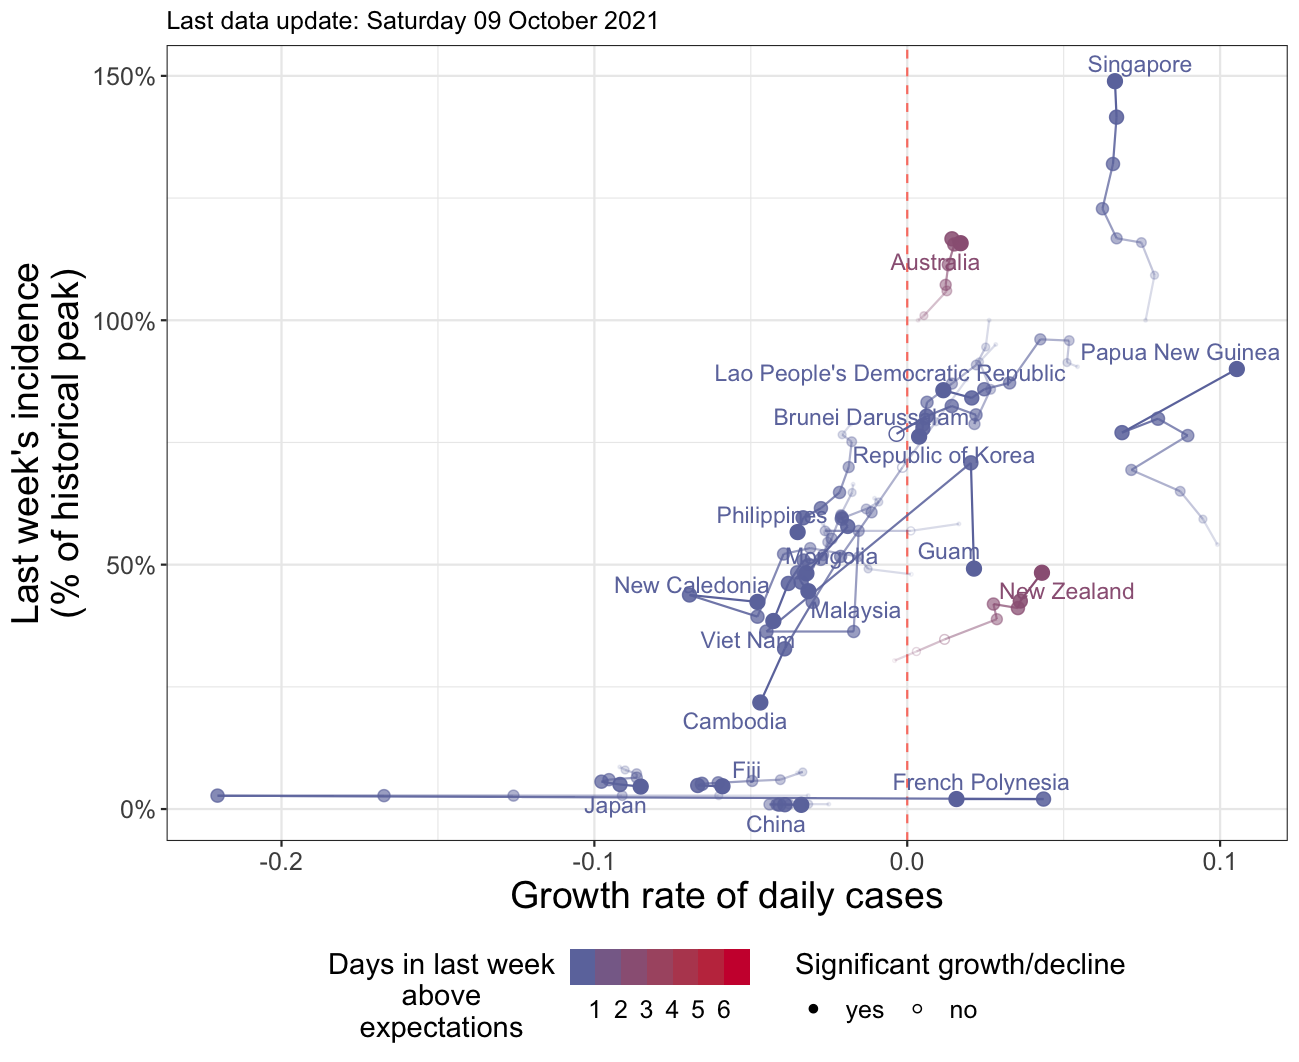 Last data update: Saturday 09 October 2021
Last week's incidence
(% of historical peak)
150%
100%
50%
0%
Singapore
Australia
Papua New Guinea
Lao People's Democratic Republic
Brunei Darussalam
Republic of Korea
Philippines
Mongolia
Guam
New Caledonia
New Zealand
Malaysia
Viet Nam
Cambodia
Fiji
French Polynesia
Japan
China
-0.2
-0.1
0.0
0.1
Growth rate of daily cases
Days in last week
above
expectations
1 2 3 4 5 6
Significant growth/decline
yes no